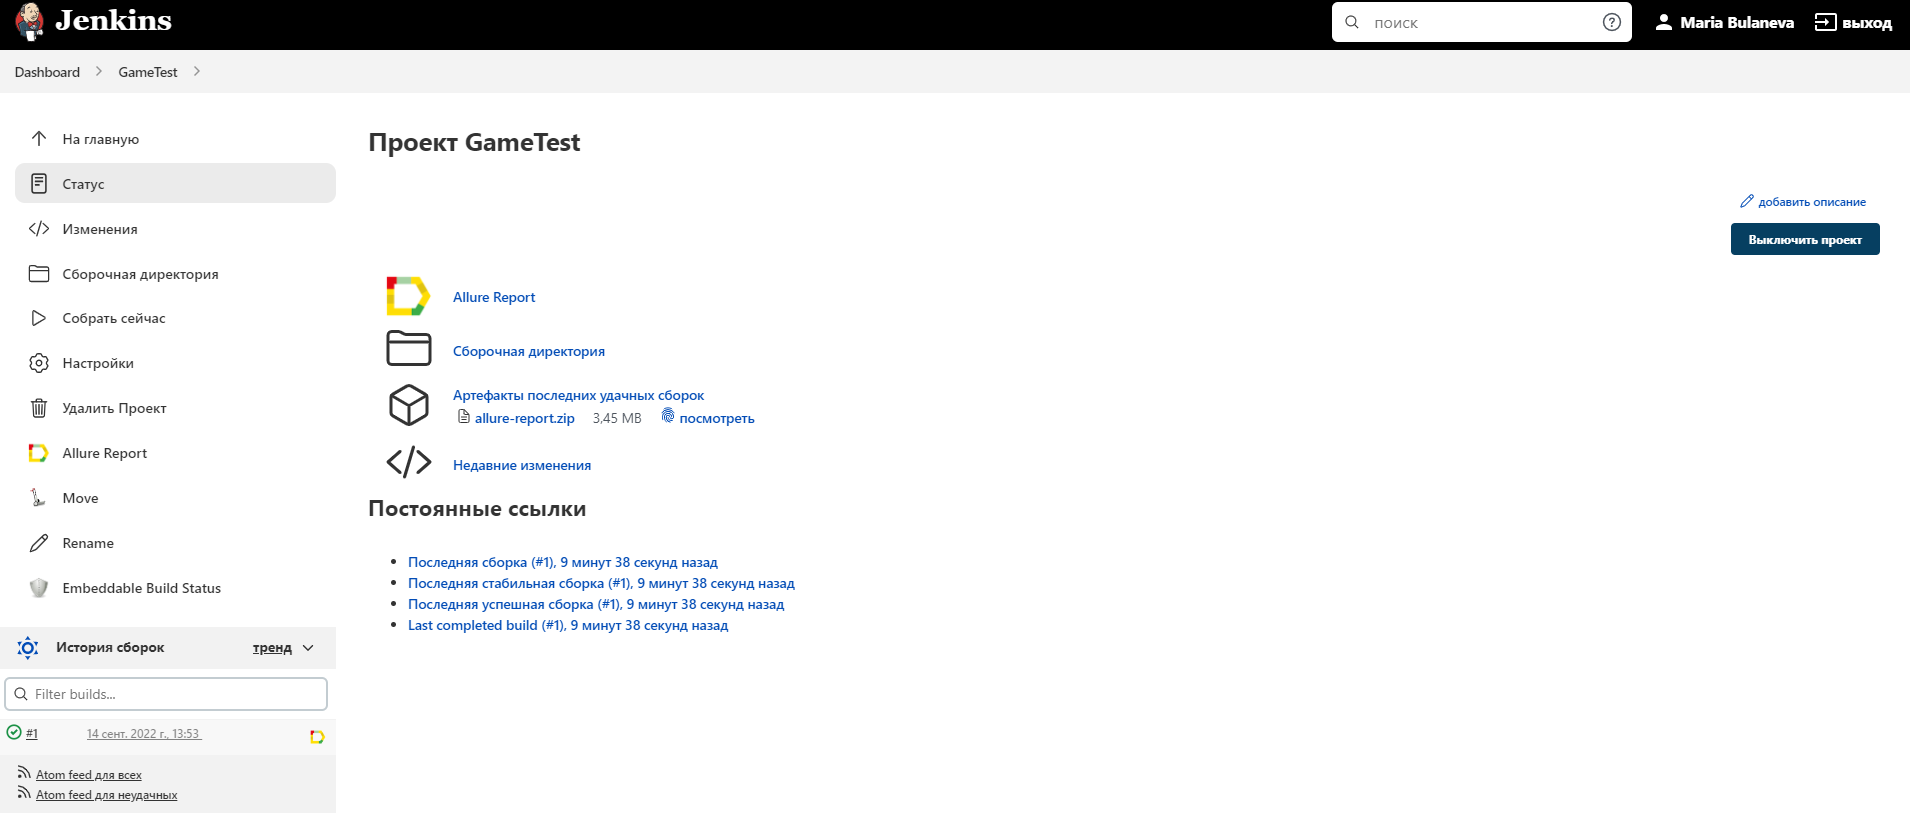 Jenkins
поиск
Maria Bulaneva
выход
Dashboard
GameTest
На главную
Статус
Изменения
Сборочная директория
Собрать сейчас
Настройки
Удалить Проект
Allure Report
Move
Rename
Embeddable Build Status
История сборок
тренд
Filter builds...
#1
14 сент. 2022 г., 13:53
Atom feed для всех
Atom feed для неудачных
Проект GameTest
добавить описание
Выключить проект
Allure Report
Сборочная директория
Артефакты последних удачных сборок
allure-report.zip 3,45 MB посмотреть
Недавние изменения
Постоянные ссылки
Последняя сборка (#1), 9 минут 38 секунд назад
Последняя стабильная сборка (#1), 9 минут 38 секунд назад
Последняя успешная сборка (#1), 9 минут 38 секунд назад
Last completed build (#1), 9 минут 38 секунд назад